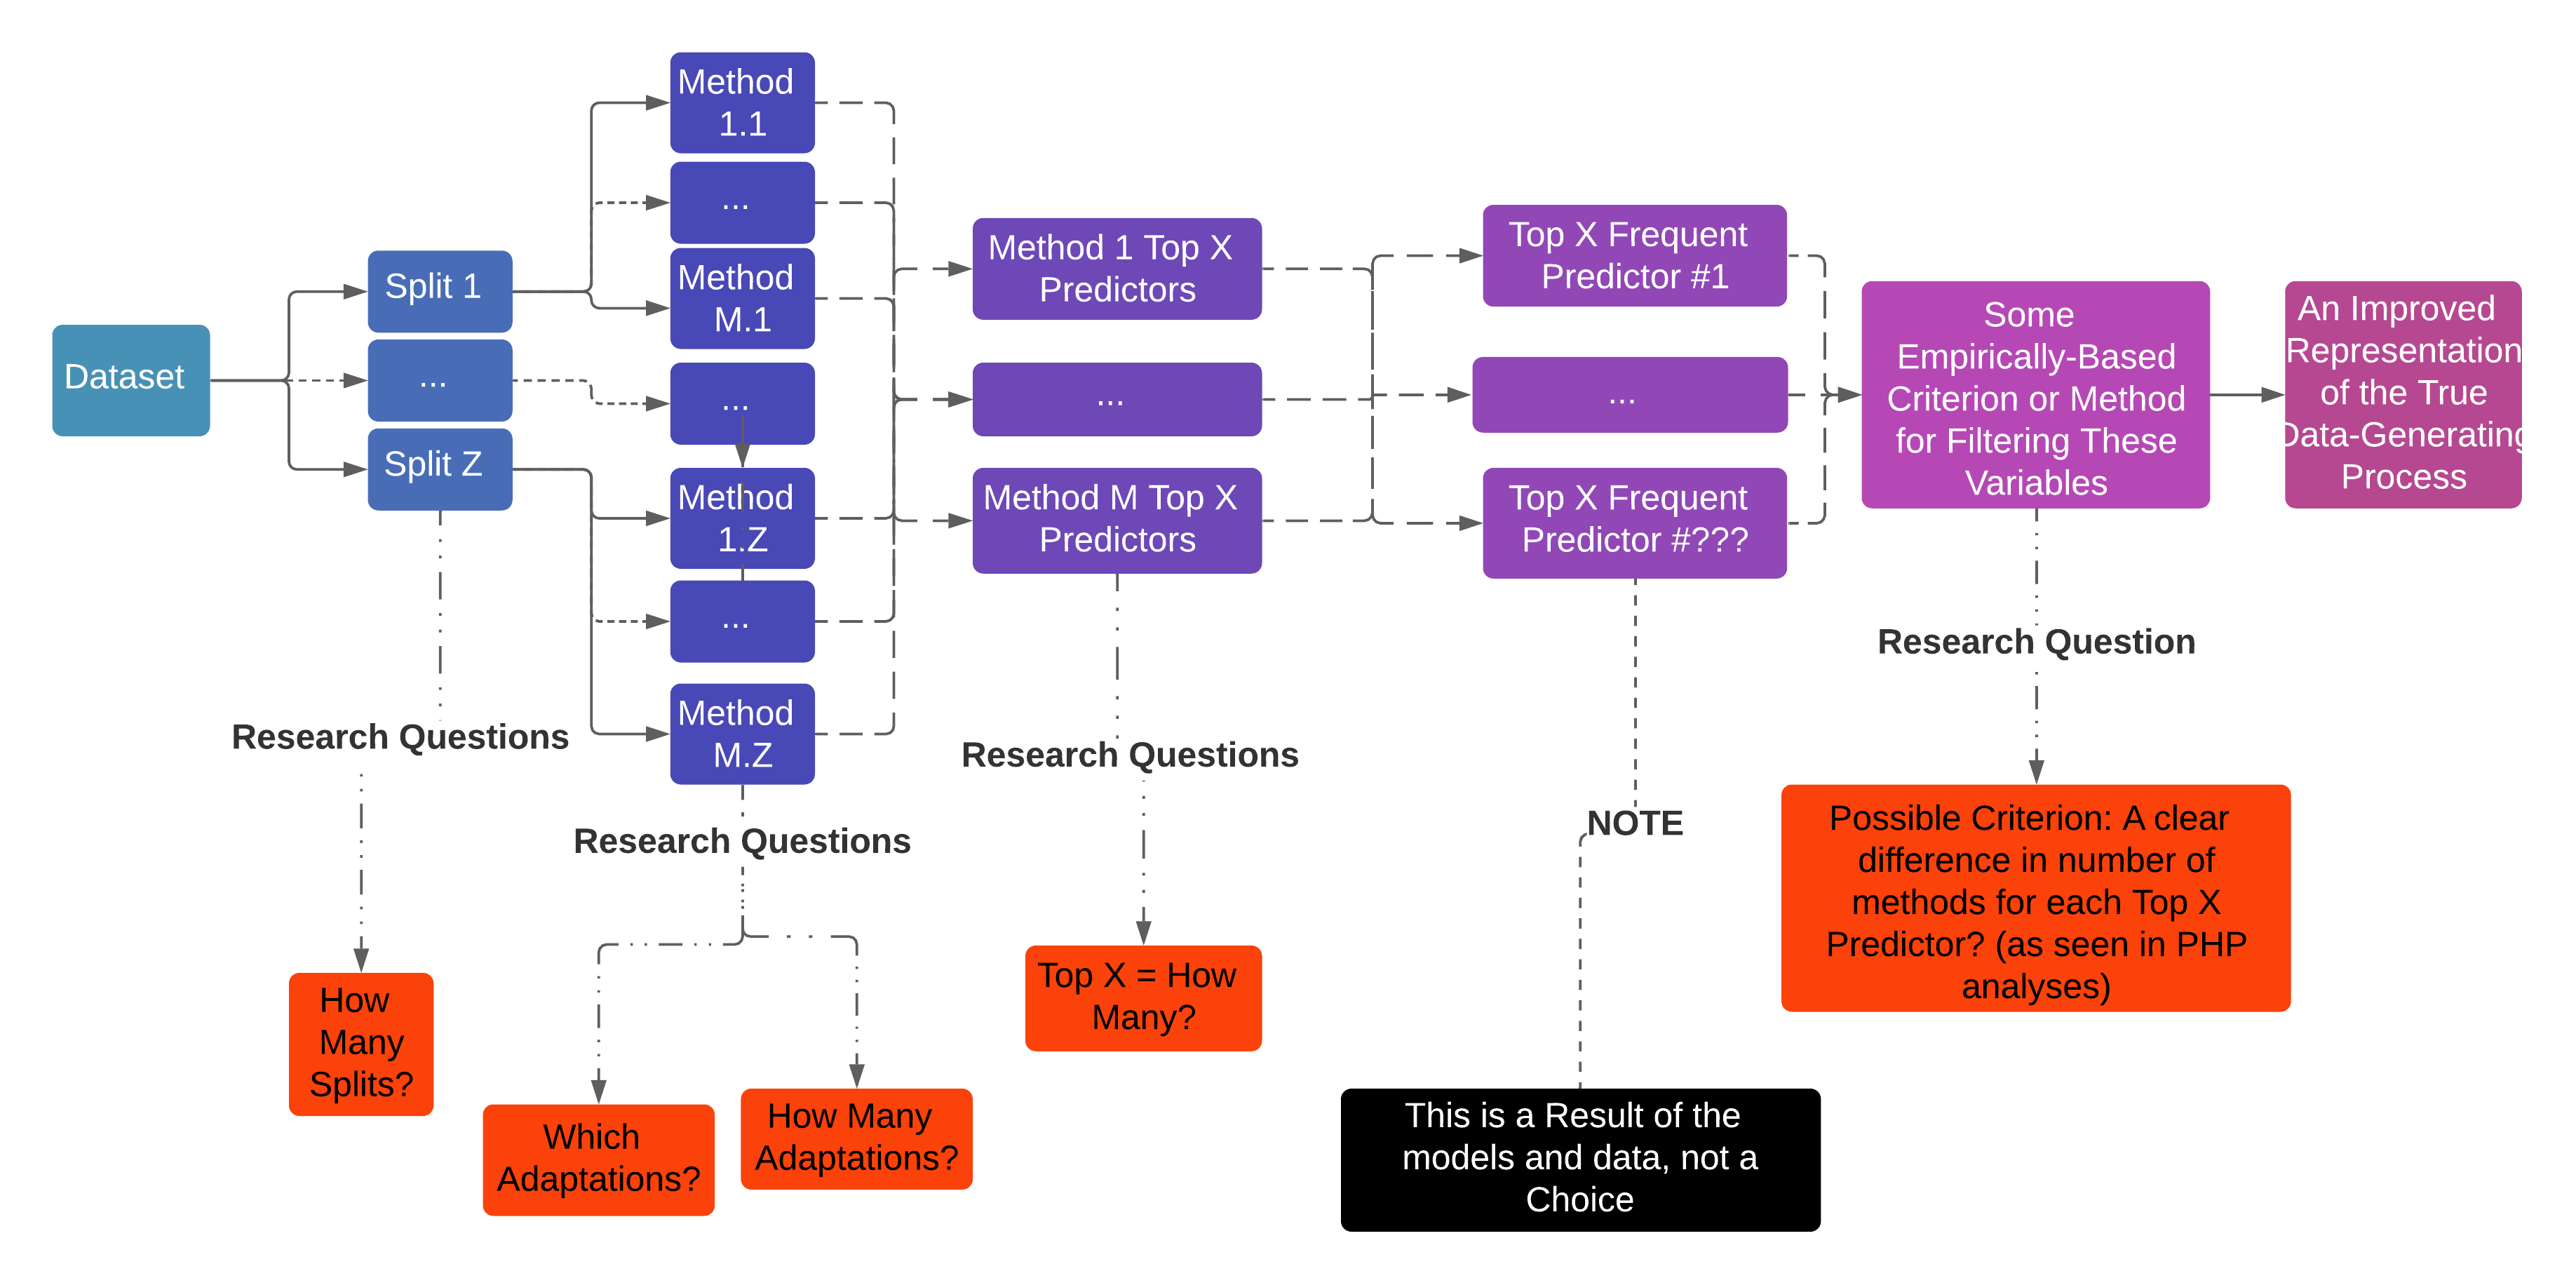 Dataset
Split 1
...
Split Z
Method
1.1
...
Method
M.1
...
Method
1.Z
...
Method
M.Z
Method 1 Top X
Predictors
...
Method M Top X
Predictors
Top X Frequent
Predictor #1
...
Top X Frequent
Predictor #???
Some
Empirically-Based
Criterion or Method
for Filtering These
Variables
An Improved
Representation
of the True
Data-Generating
Process
Research Questions
How
Many
Splits?
Research Questions
Which
Adaptations?
How Many
Adaptations?
Research Questions
Top X = How
Many?
NOTE
This is a Result of the
models and data, not a
Choice
Research Question
Possible Criterion: A clear
difference in number of
methods for each Top X
Predictor? (as seen in PHP
analyses)